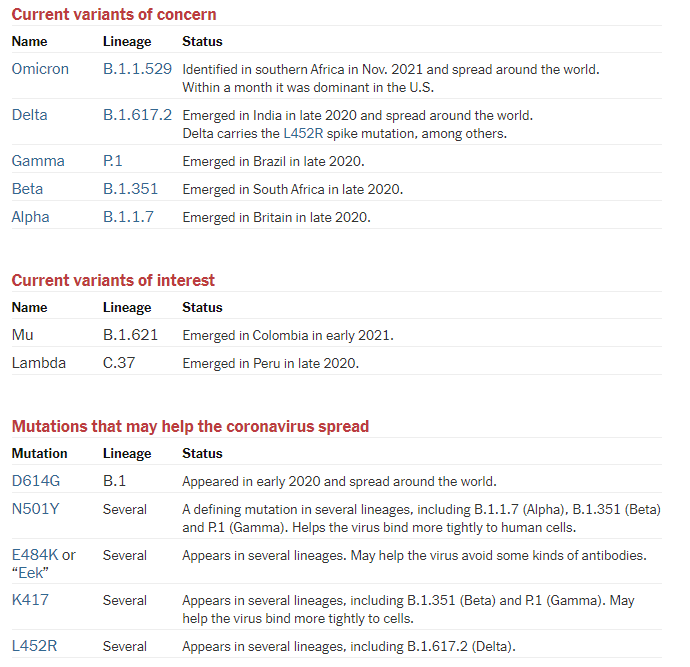 Current variants of concern
Name Lineage Status
Omicron B.1.1.529 Identified in southern Africa in Nov. 2021 and spread around the world.
Within a month it was dominant in the U.S.
Delta B.1.617.2 Emerged in India in late 2020 and spread around the world.
Delta carries the L452R spike mutation, among others.
Gamma P.1 Emerged in Brazil in late 2020.
Beta B.1.351 Emerged in South Africa in late 2020.
Alpha B.1.1.7 Emerged in Britain in late 2020.
Current variants of interest
Name Lineage Status
Mu B.1.621 Emerged in Colombia in early 2021.
Lambda C.37 Emerged in Peru in late 2020.
Mutations that may help the coronavirus spread
Mutation Lineage Status
D614G B.1 Appeared in early 2020 and spread around the world.
N501Y Several A defining mutation in several lineages, including B.1.1.7 (Alpha), B.1.351 (Beta)
and P.1 (Gamma). Helps the virus bind more tightly to human cells.
E484K or Several Appears in several lineages. May help the virus avoid some kinds of antibodies.
“Eek”
K417 Several Appears in several lineages, including B.1.351 (Beta) and P.1 (Gamma). May
help the virus bind more tightly to cells.
L452R Several Appears in several lineages, including B.1.617.2 (Delta).